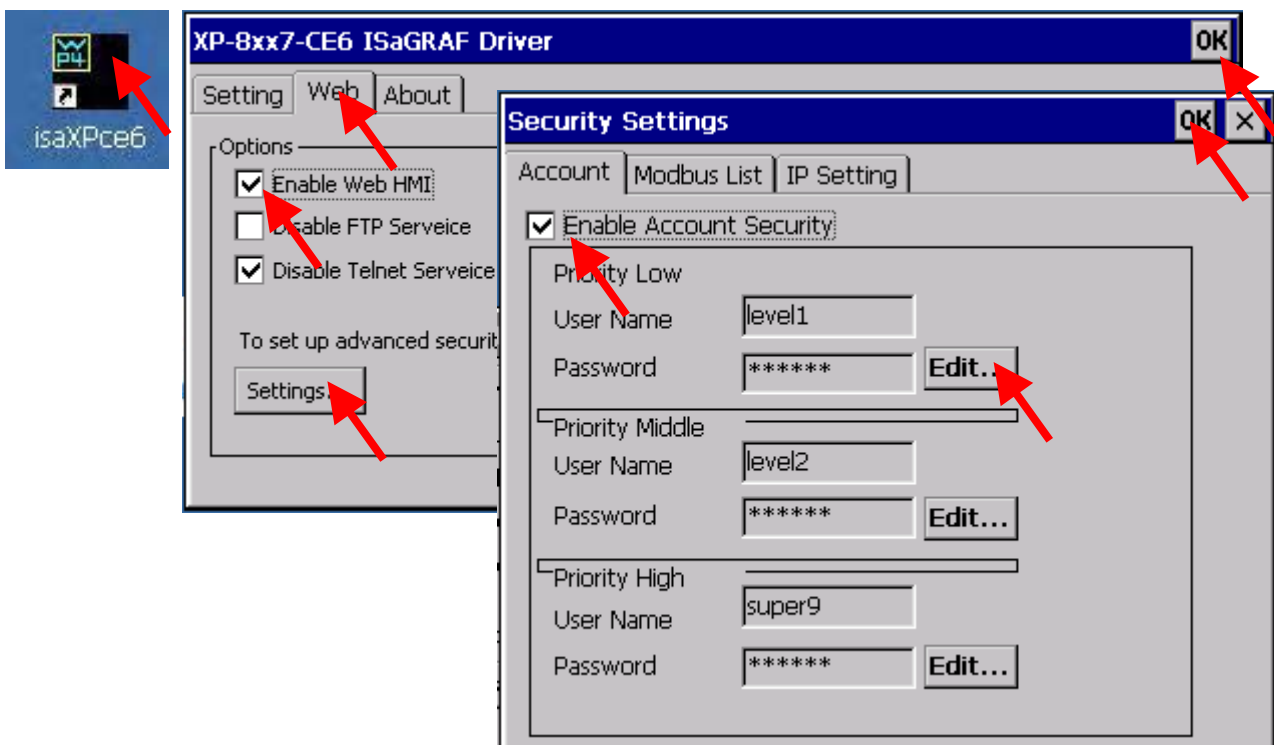 W
P4
isaXPce6
XP-8xx7-CE6 ISaGRAF Driver
OK
Setting
Web
About
Options
Enable Web HMI
Disable FTP Serveice
Disable Telnet Serveice
To set up advanced securit
Settings.
Security Settings
OK
×
Account
Modbus List
IP Setting
Enable Account Security
Priority Low
User Name
level1
Password
******
Edit..
Priority Middle
User Name
level2
Password
******
Edit...
Priority High
User Name
super9
Password
******
Edit...